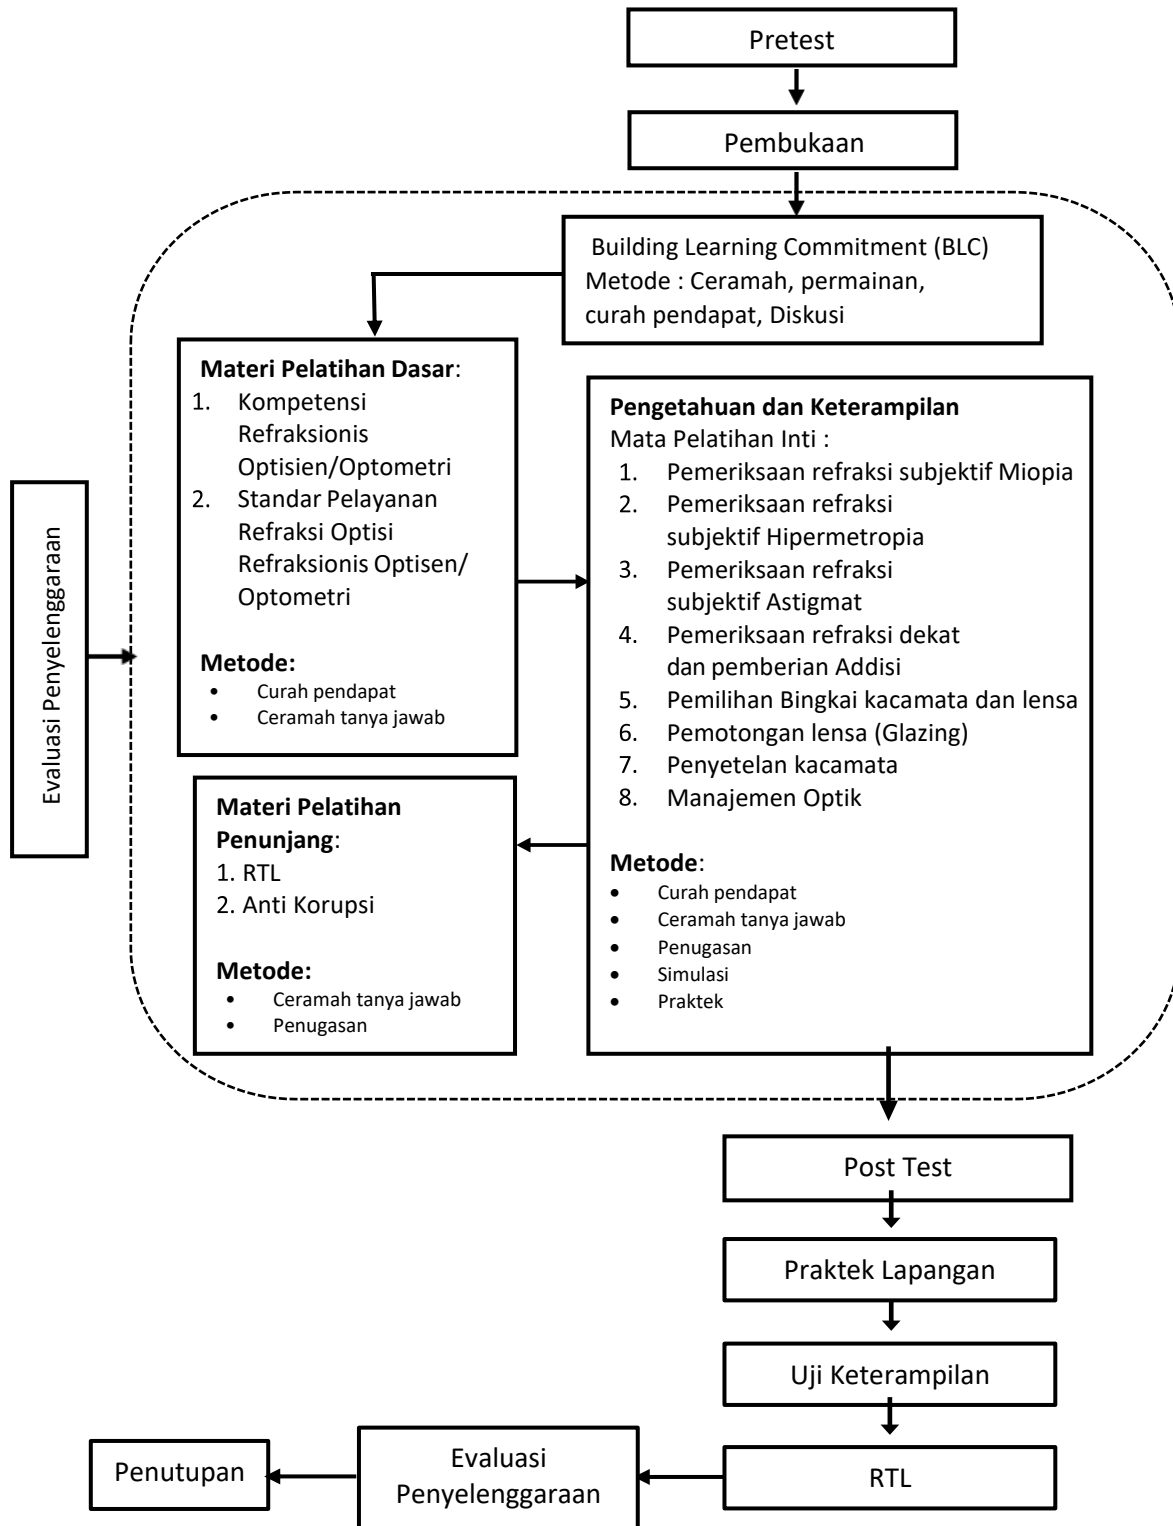 Pretest
Pembukaan
Building Learning Commitment (BLC)
Metode : Ceramah, permainan,
curah pendapat, Diskusi
Materi Pelatihan Dasar:
1. Kompetensi
Refraksionis
Optisien/Optometri
2. Standar Pelayanan
Refraksi Optisi
Refraksionis Optisen/
Optometri
Metode:
• Curah pendapat
• Ceramah tanya jawab
Pengetahuan dan Keterampilan
Mata Pelatihan Inti :
1. Pemeriksaan refraksi subjektif Miopia
2. Pemeriksaan refraksi
subjektif Hipermetropia
3. Pemeriksaan refraksi
subjektif Astigmat
4. Pemeriksaan refraksi dekat
dan pemberian Addisi
5. Pemilihan Bingkai kacamata dan lensa
6. Pemotongan lensa (Glazing)
7. Penyetelan kacamata
8. Manajemen Optik
Metode:
• Curah pendapat
• Ceramah tanya jawab
• Penugasan
• Simulasi
• Praktek
Evaluasi Penyelenggaraan
Materi Pelatihan
Penunjang:
1. RTL
2. Anti Korupsi
Metode:
• Ceramah tanya jawab
• Penugasan
Post Test
Praktek Lapangan
Uji Keterampilan
RTL
Evaluasi
Penyelenggaraan
Penutupan